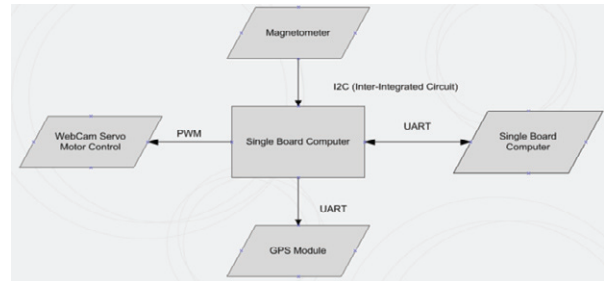 Magnetometer
I2C (Inter-Integrated Circuit)
WebCam Servo
Motor Control
PWM
Single Board Computer
UART
Single Board
Computer
UART
GPS Module